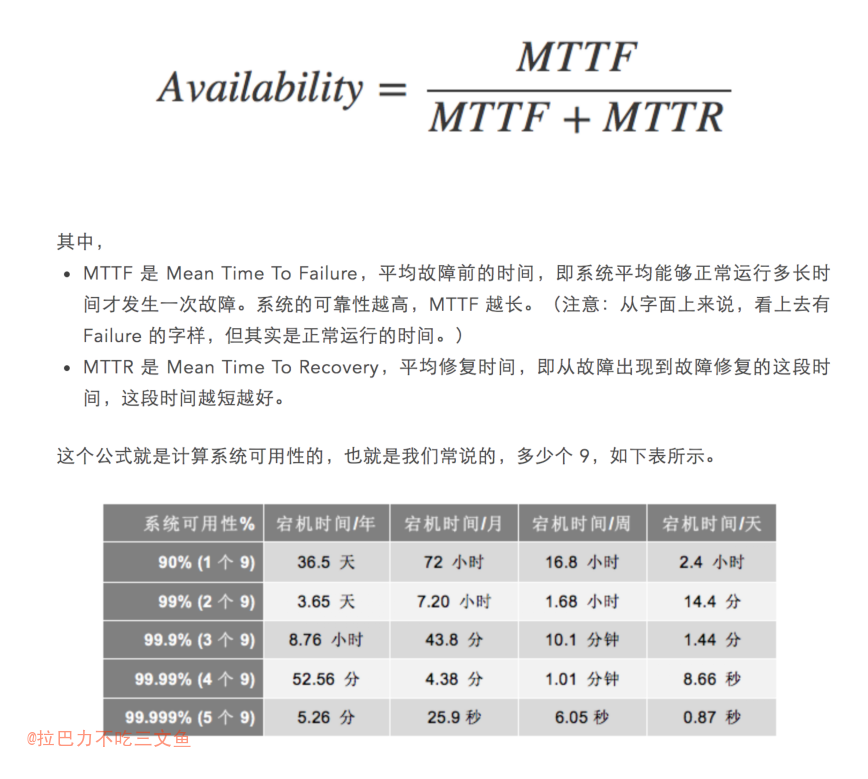 Availability = MTTF / (MTTF + MTTR)
其中，
• MTTF 是 Mean Time To Failure，平均故障前的时间，即系统平均能够正常运行多长时
间才发生一次故障。系统的可靠性越高，MTTF 越长。（注意：从字面上来说，看上去有
Failure 的字样，但其实是正常运行的时间。）
• MTTR 是 Mean Time To Recovery，平均修复时间，即从故障出现到故障修复的这段时
间，这段时间越短越好。
这个公式就是计算系统可用性的，也就是我们常说的，多少个 9，如下表所示。
系统可用性% 宕机时间/年 宕机时间/月 宕机时间/周 宕机时间/天
90% (1 个 9) 36.5 天 72 小时 16.8 小时 2.4 小时
99% (2 个 9) 3.65 天 7.20 小时 1.68 小时 14.4 分
99.9% (3 个 9) 8.76 小时 43.8 分 10.1 分钟 1.44 分
99.99% (4 个 9) 52.56 分 4.38 分 1.01 分钟 8.66 秒
99.999% (5 个 9) 5.26 分 25.9 秒 6.05 秒 0.87 秒
@拉巴力不吃三文鱼